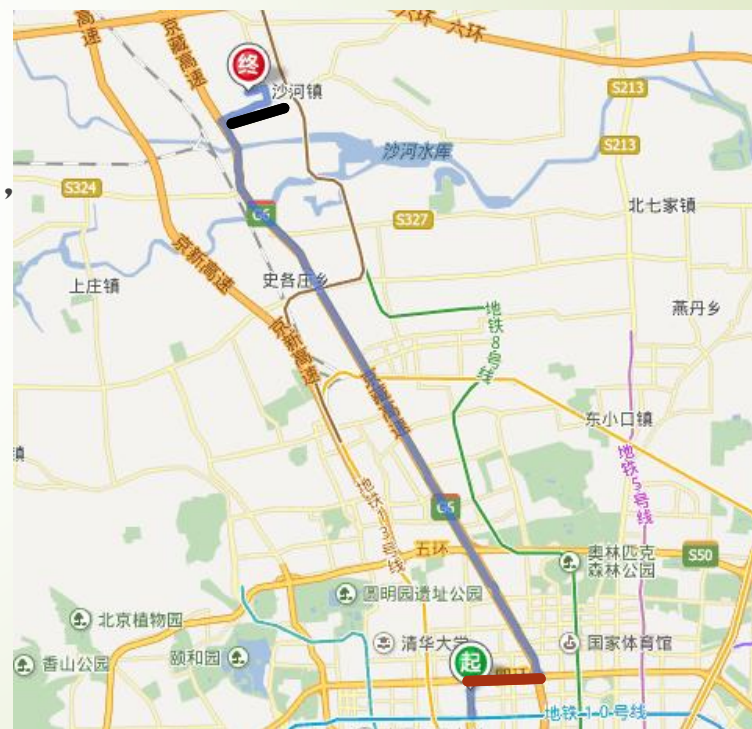 高速
京藏高速
六环
六环
终
沙河镇
S213
沙河水库
S213
,
S324
北七家镇
G6
S327
京新高速
上庄镇
史各庄乡
燕丹乡
地铁8号线
京新高速
京藏高速
东小口镇
镇
地铁5号线
地铁13号线
G6
五环
奥林匹克
森林公园
S50
圆明园遗址公园
北京植物园
清华大学
国家体育馆
香山公园
颐和园
起
地铁10号线